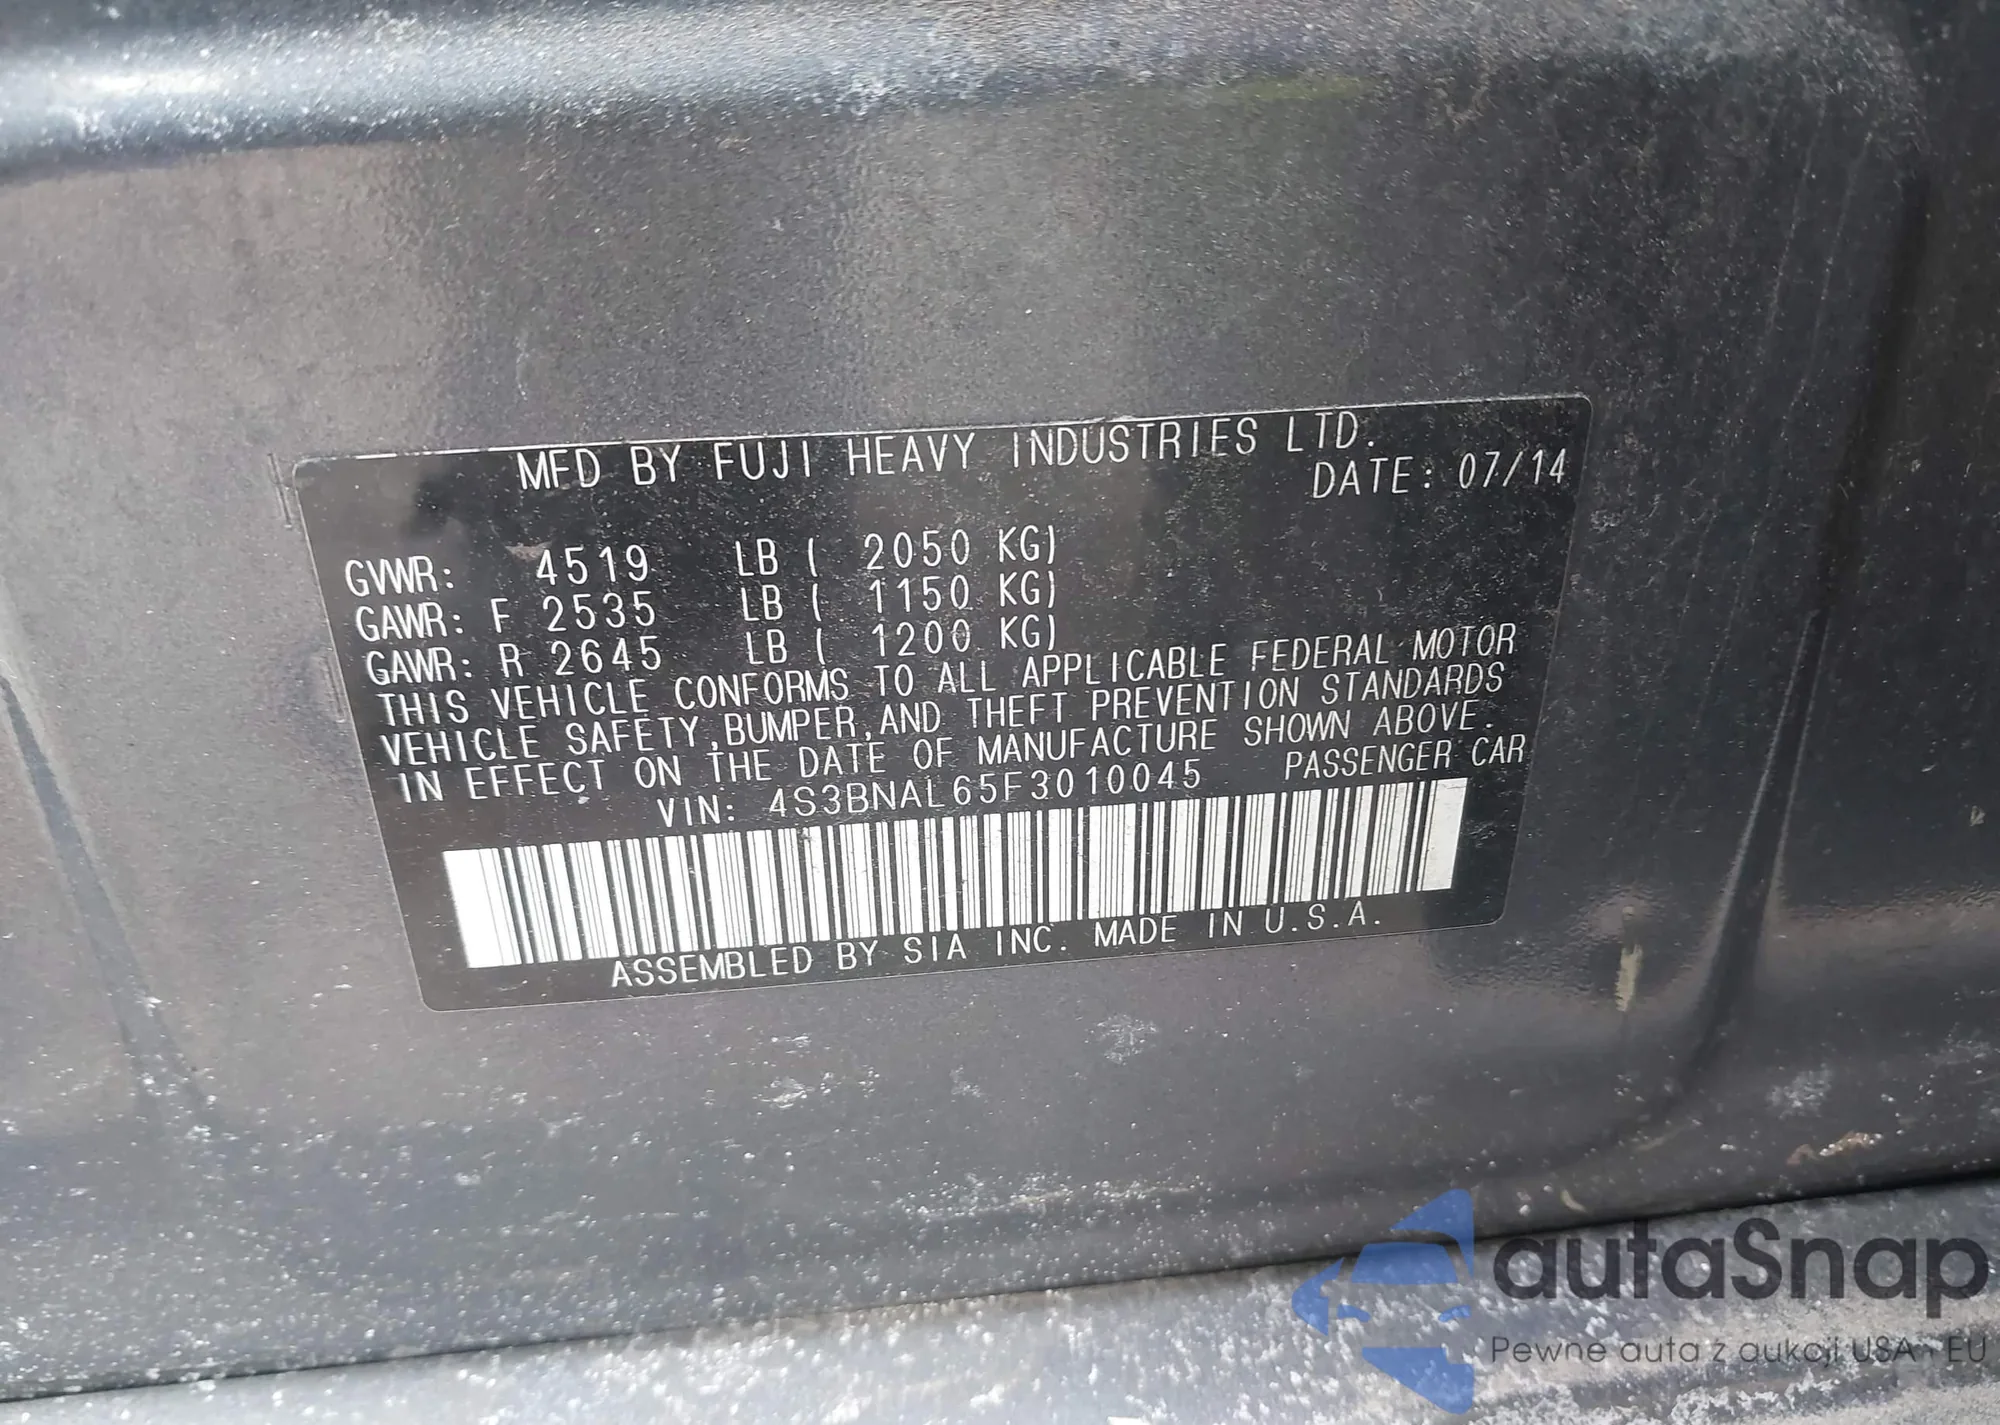 MFD BY FUJI HEAVY INDUSTRIES LTD.
DATE: 07/14
GVWR: 4519 LB ( 2050 KG)
GAWR: F 2535 LB ( 1150 KG)
GAWR: R 2645 LB ( 1200 KG)
THIS VEHICLE CONFORMS TO ALL APPLICABLE FEDERAL MOTOR
VEHICLE SAFETY,BUMPER,AND THEFT PREVENTION STANDARDS
IN EFFECT ON THE DATE OF MANUFACTURE SHOWN ABOVE.
VIN: 4S3BNAL65F3010045 PASSENGER CAR
ASSEMBLED BY SIA INC. MADE IN U.S.A.
autaSnap
Pewne auta z aukcji USA i EU